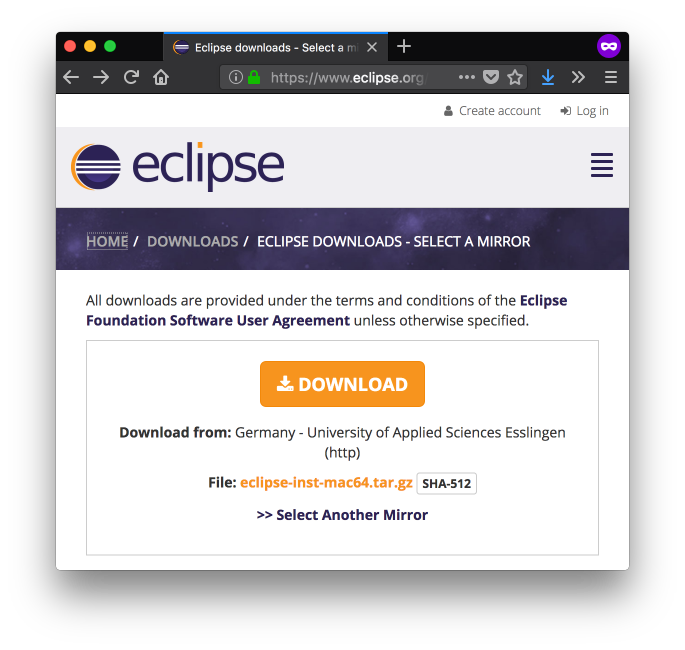 Eclipse downloads - Select a mi
https://www.eclipse.org
Create account Log in
eclipse
HOME / DOWNLOADS / ECLIPSE DOWNLOADS - SELECT A MIRROR
All downloads are provided under the terms and conditions of the Eclipse
Foundation Software User Agreement unless otherwise specified.
DOWNLOAD
Download from: Germany - University of Applied Sciences Esslingen
(http)
File: eclipse-inst-mac64.tar.gz SHA-512
>> Select Another Mirror